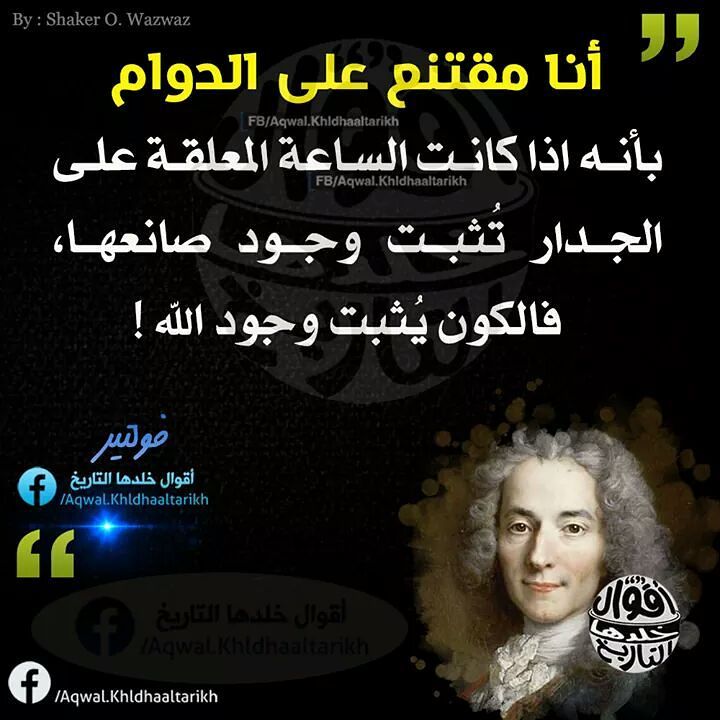 By : Shaker O. Wazwaz
أنا مقتنع على الدوام
FB/Aqwal.Khldhaaltarikh
بأنه اذا كانت الساعة المعلقة على
FB/Aqwal.Khldhaaltarikh
الجدار تُثبت وجود صانعها،
فالكون يُثبت وجود الله !
فولتير
أقوال خلدها التاريخ
/Aqwal.Khldhaaltarikh
أقوال خلدها التاريخ
/Aqwal.Khldhaaltarikh
أقوال
خلدها
التاريخ
/Aqwal.Khldhaaltarikh